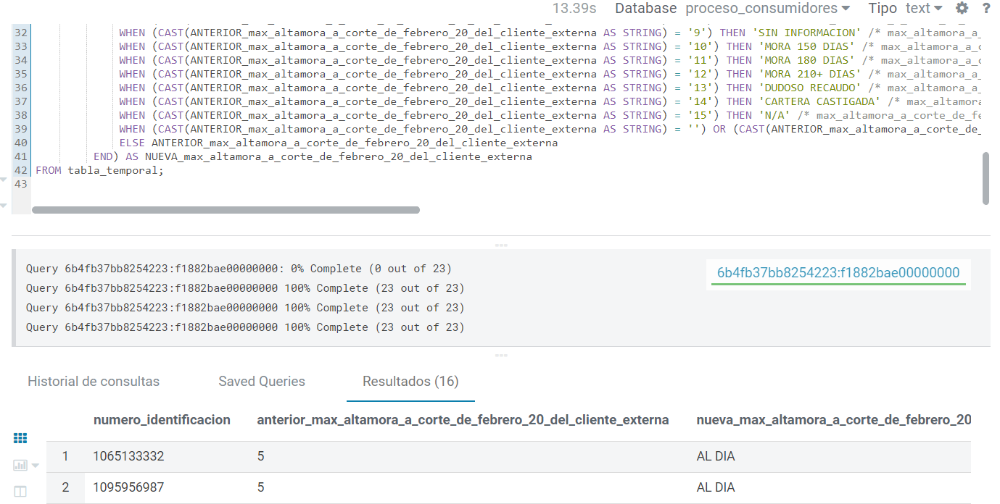 13.39s Database proceso_consumidores Tipo text ?
32 WHEN (CAST(ANTERIOR_max_altamora_a_corte_de_febrero_20_del_cliente_externa AS STRING) = '9') THEN 'SIN INFORMACION' /* max_altamora_a_
33 WHEN (CAST(ANTERIOR_max_altamora_a_corte_de_febrero_20_del_cliente_externa AS STRING) = '10') THEN 'MORA 150 DIAS' /* max_altamora_a_c
34 WHEN (CAST(ANTERIOR_max_altamora_a_corte_de_febrero_20_del_cliente_externa AS STRING) = '11') THEN 'MORA 180 DIAS' /* max_altamora_a_c
35 WHEN (CAST(ANTERIOR_max_altamora_a_corte_de_febrero_20_del_cliente_externa AS STRING) = '12') THEN 'MORA 210+ DIAS' /* max_altamora_a_
36 WHEN (CAST(ANTERIOR_max_altamora_a_corte_de_febrero_20_del_cliente_externa AS STRING) = '13') THEN 'DUDOSO RECAUDO' /* max_altamora_a_
37 WHEN (CAST(ANTERIOR_max_altamora_a_corte_de_febrero_20_del_cliente_externa AS STRING) = '14') THEN 'CARTERA CASTIGADA' /* max_altamora
38 WHEN (CAST(ANTERIOR_max_altamora_a_corte_de_febrero_20_del_cliente_externa AS STRING) = '15') THEN 'N/A' /* max_altamora_a_corte_de_fe
39 WHEN (CAST(ANTERIOR_max_altamora_a_corte_de_febrero_20_del_cliente_externa AS STRING) = '') OR (CAST(ANTERIOR_max_altamora_a_corte_de_
40 ELSE ANTERIOR_max_altamora_a_corte_de_febrero_20_del_cliente_externa
41 END) AS NUEVA_max_altamora_a_corte_de_febrero_20_del_cliente_externa
42 FROM tabla_temporal;
43
Query 6b4fb37bb8254223:f1882bae00000000: 0% Complete (0 out of 23)
6b4fb37bb8254223:f1882bae00000000
Query 6b4fb37bb8254223:f1882bae00000000 100% Complete (23 out of 23)
Query 6b4fb37bb8254223:f1882bae00000000 100% Complete (23 out of 23)
Query 6b4fb37bb8254223:f1882bae00000000 100% Complete (23 out of 23)
Historial de consultas Saved Queries Resultados (16)
numero_identificacion anterior_max_altamora_a_corte_de_febrero_20_del_cliente_externa nueva_max_altamora_a_corte_de_febrero_20
1 1065133332 5 AL DIA
2 1095956987 5 AL DIA